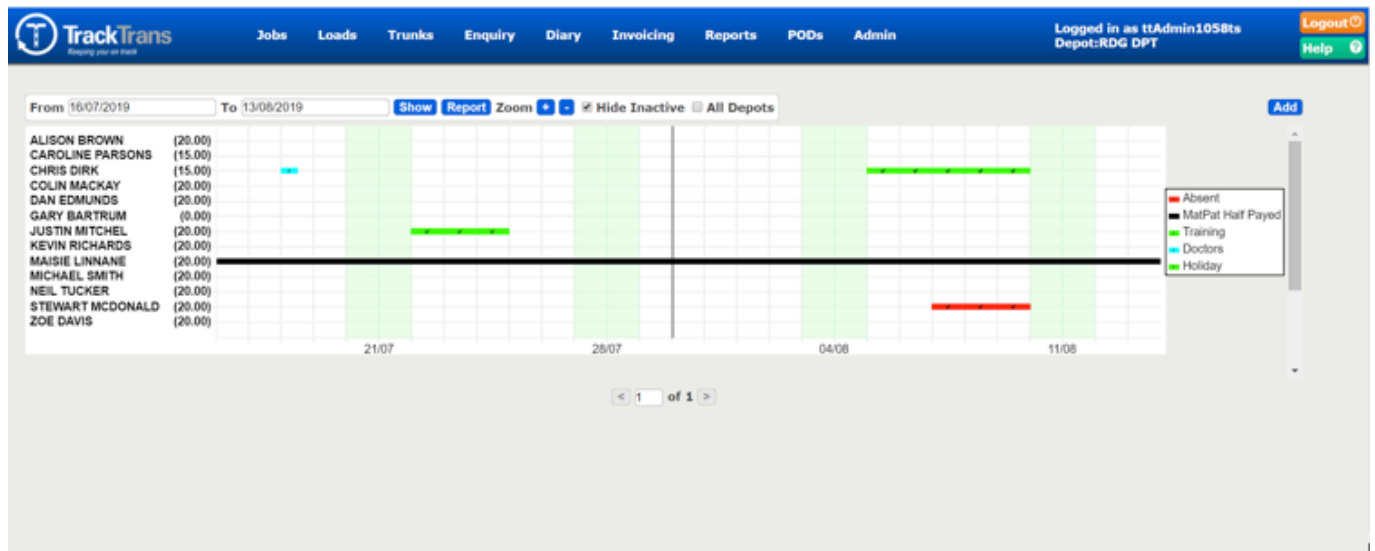 TrackTrans
Keeping you on track
Jobs Loads Trunks Enquiry Diary Invoicing Reports PODs Admin
Logged in as ttAdmin1058ts
Depot:RDG DPT
Logout
Help ?
From 16/07/2019 To 13/08/2019 Show Report Zoom + - Hide Inactive All Depots Add
ALISON BROWN (20.00)
CAROLINE PARSONS (15.00)
CHRIS DIRK (15.00)
COLIN MACKAY (20.00)
DAN EDMUNDS (20.00)
GARY BARTRUM (0.00)
JUSTIN MITCHEL (20.00)
KEVIN RICHARDS (20.00)
MAISIE LINNANE (20.00)
MICHAEL SMITH (20.00)
NEIL TUCKER (20.00)
STEWART MCDONALD (20.00)
ZOE DAVIS (20.00)
Absent
MatPat Half Payed
Training
Doctors
Holiday
21/07 28/07 04/08 11/08
< 1 of 1 >